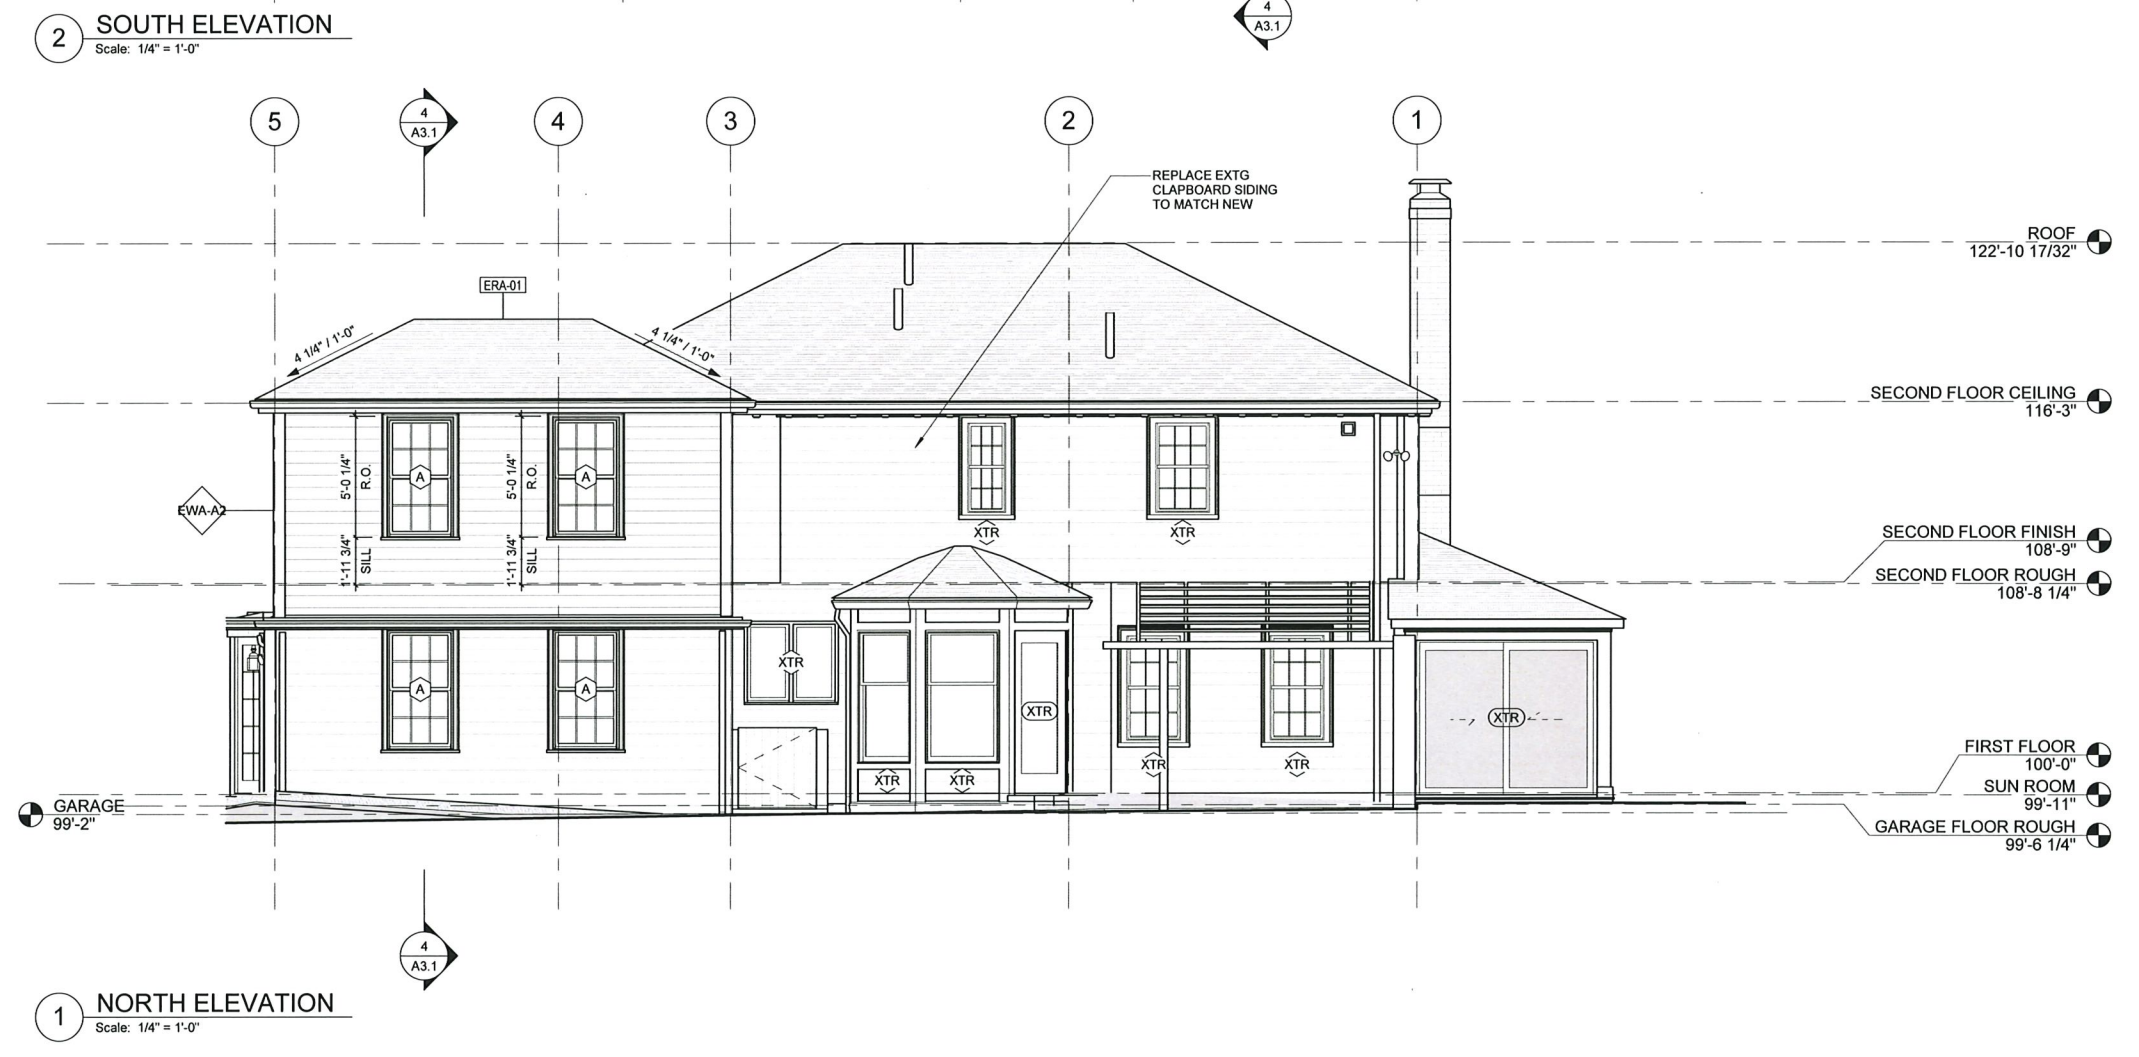 2
SOUTH ELEVATION
Scale: 1/4" = 1'-0"
4
A3.1
5
4
A3.1
4
3
2
1
REPLACE EXTG
CLAPBOARD SIDING
TO MATCH NEW
ROOF
122'-10 17/32"
ERA-01
4 1/4" / 1'-0"
4 1/4" / 1'-0"
SECOND FLOOR CEILING
116'-3"
5'-0 1/4"
R.O.
A
5'-0 1/4"
R.O.
A
EWA-A2
XTR
XTR
1'-11 3/4"
SILL
1'-11 3/4"
SILL
SECOND FLOOR FINISH
108'-9"
SECOND FLOOR ROUGH
108'-8 1/4"
XTR
A
A
XTR
XTR
XTR
XTR
XTR
XTR
FIRST FLOOR
100'-0"
SUN ROOM
99'-11"
GARAGE
99'-2"
GARAGE FLOOR ROUGH
99'-6 1/4"
4
A3.1
1
NORTH ELEVATION
Scale: 1/4" = 1'-0"